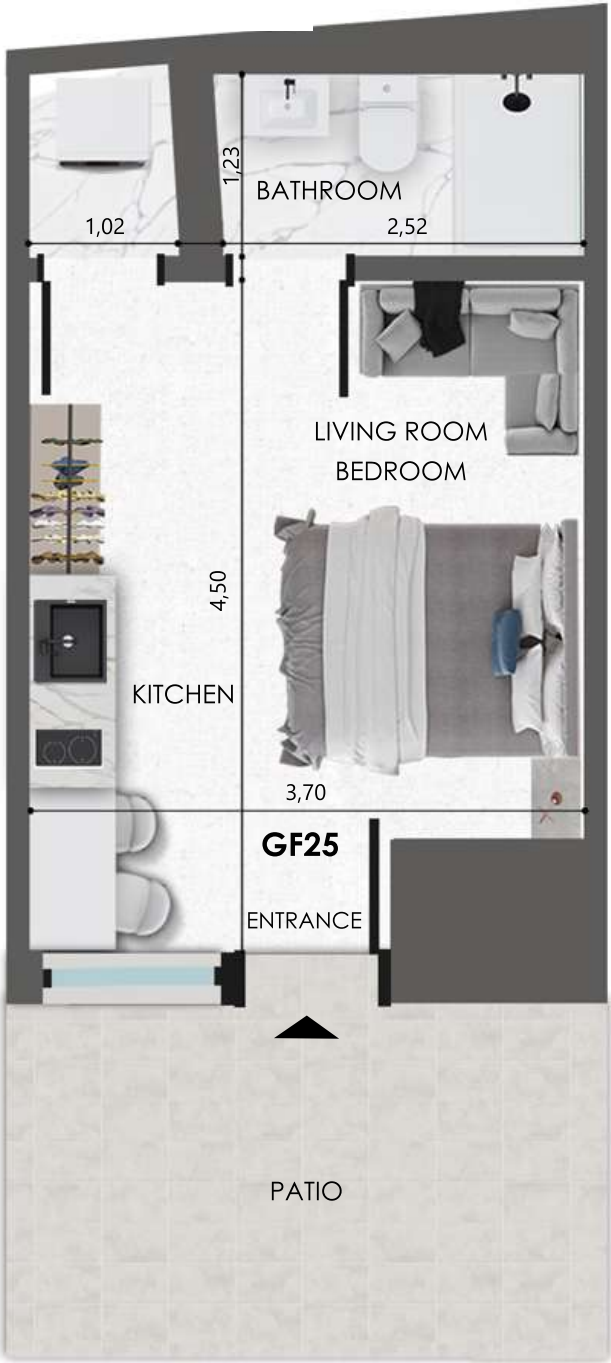 1,23
BATHROOM
1,02
2,52
LIVING ROOM
BEDROOM
4,50
KITCHEN
3,70
GF25
ENTRANCE
PATIO